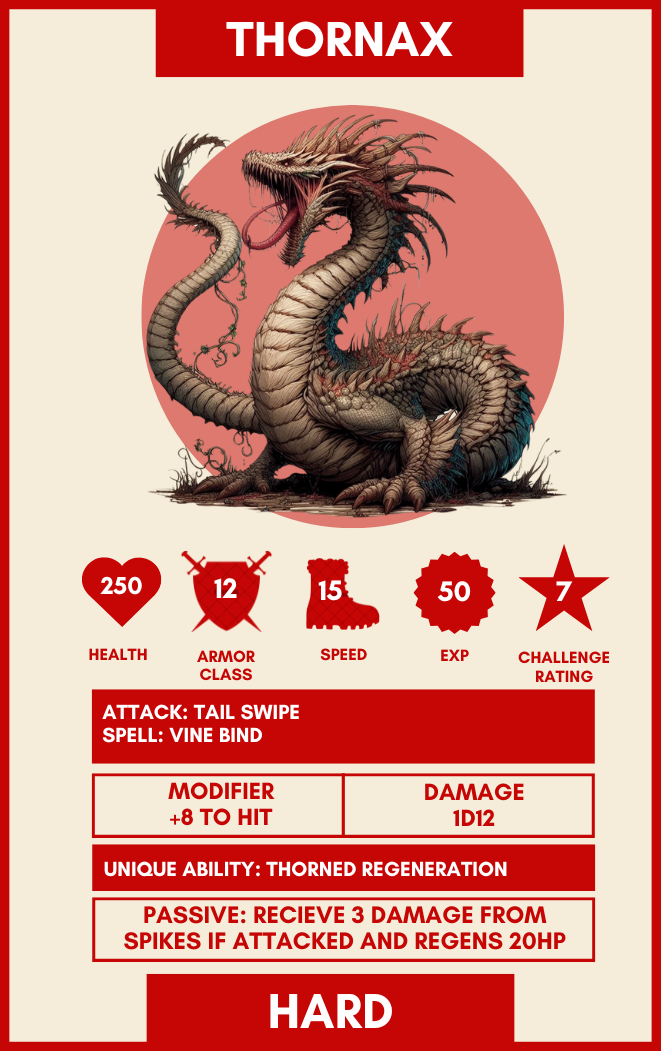 THORNAX
250
12
15
50
7
HEALTH
ARMOR
CLASS
SPEED
EXP
CHALLENGE
RATING
ATTACK: TAIL SWIPE
SPELL: VINE BIND
MODIFIER
+8 TO HIT
DAMAGE
1D12
UNIQUE ABILITY: THORNED REGENERATION
PASSIVE: RECIEVE 3 DAMAGE FROM
SPIKES IF ATTACKED AND REGENS 20HP
HARD